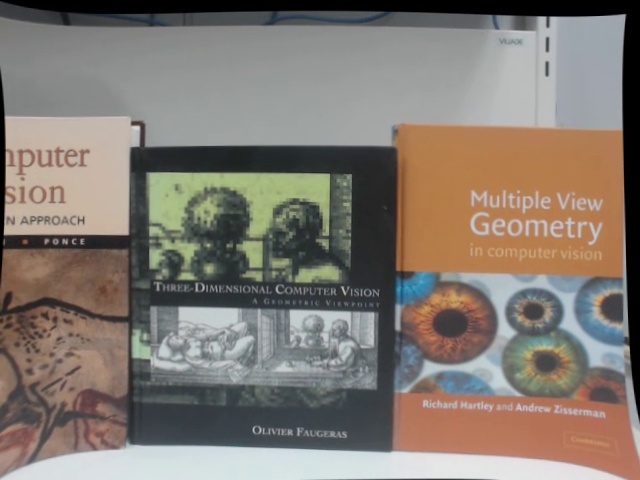 mputer
sion
N APPROACH
PONCE
THREE-DIMENSIONAL COMPUTER VISION
A GEOMETRIC VIEWPOINT
OLIVIER FAUGERAS
Multiple View
Geometry
in computer vision
Richard Hartley and Andrew Zisserman